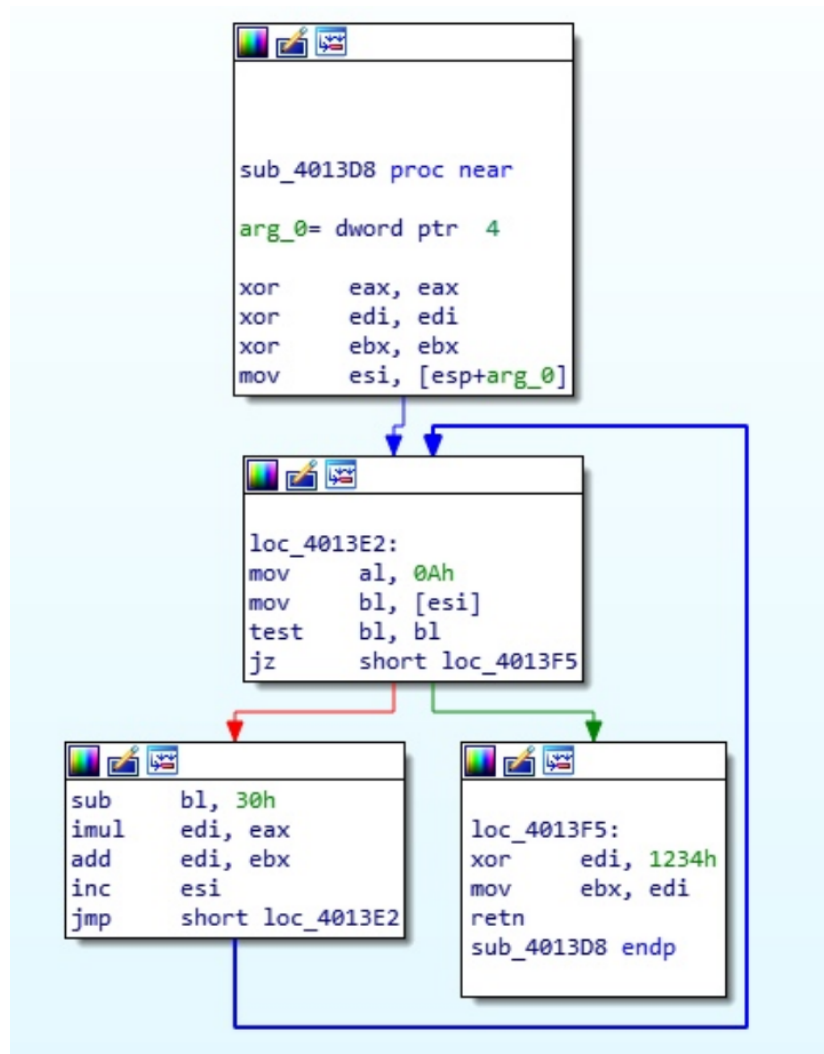 sub_4013D8 proc near
arg_0= dword ptr  4
xor     eax, eax
xor     edi, edi
xor     ebx, ebx
mov     esi, [esp+arg_0]
loc_4013E2:
mov     al, 0Ah
mov     bl, [esi]
test    bl, bl
jz      short loc_4013F5
sub     bl, 30h
imul    edi, eax
add     edi, ebx
inc     esi
jmp     short loc_4013E2
loc_4013F5:
xor     edi, 1234h
mov     ebx, edi
retn
sub_4013D8 endp